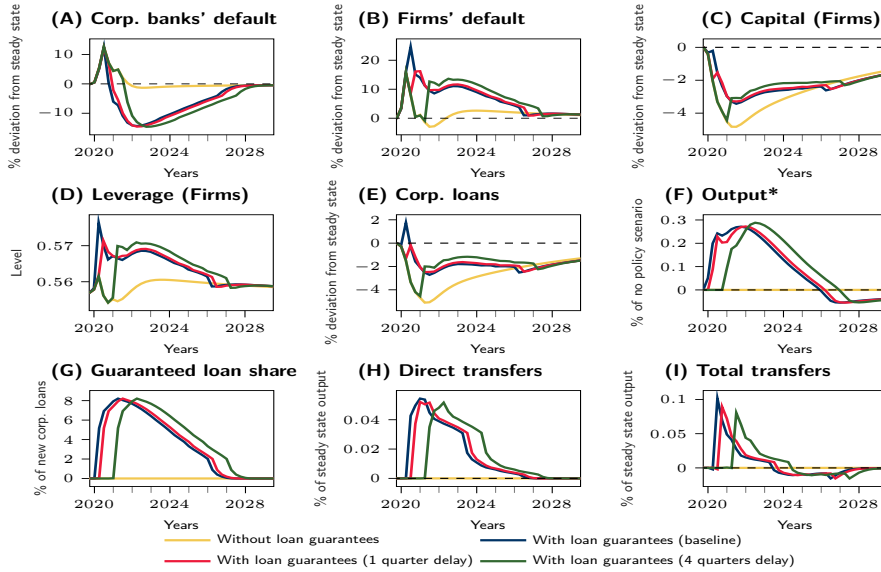 (A) Corp. banks' default
(B) Firms' default
(C) Capital (Firms)
% deviation from steady state
10
0
−10
2020
2024
2028
Years
% deviation from steady state
20
10
0
2020
2024
2028
Years
% deviation from steady state
0
−2
−4
2020
2024
2028
Years
(D) Leverage (Firms)
(E) Corp. loans
(F) Output*
Level
0.57
0.56
2020
2024
2028
Years
% deviation from steady state
2
0
−2
−4
2020
2024
2028
Years
% of no policy scenario
0.3
0.2
0.1
0
2020
2024
2028
Years
(G) Guaranteed loan share
(H) Direct transfers
(I) Total transfers
% of new corp. loans
8
6
4
2
0
2020
2024
2028
Years
% of steady state output
0.04
0.02
0
2020
2024
2028
Years
% of steady state output
0.1
0.05
0
2020
2024
2028
Years
Without loan guarantees
With loan guarantees (baseline)
With loan guarantees (1 quarter delay)
With loan guarantees (4 quarters delay)